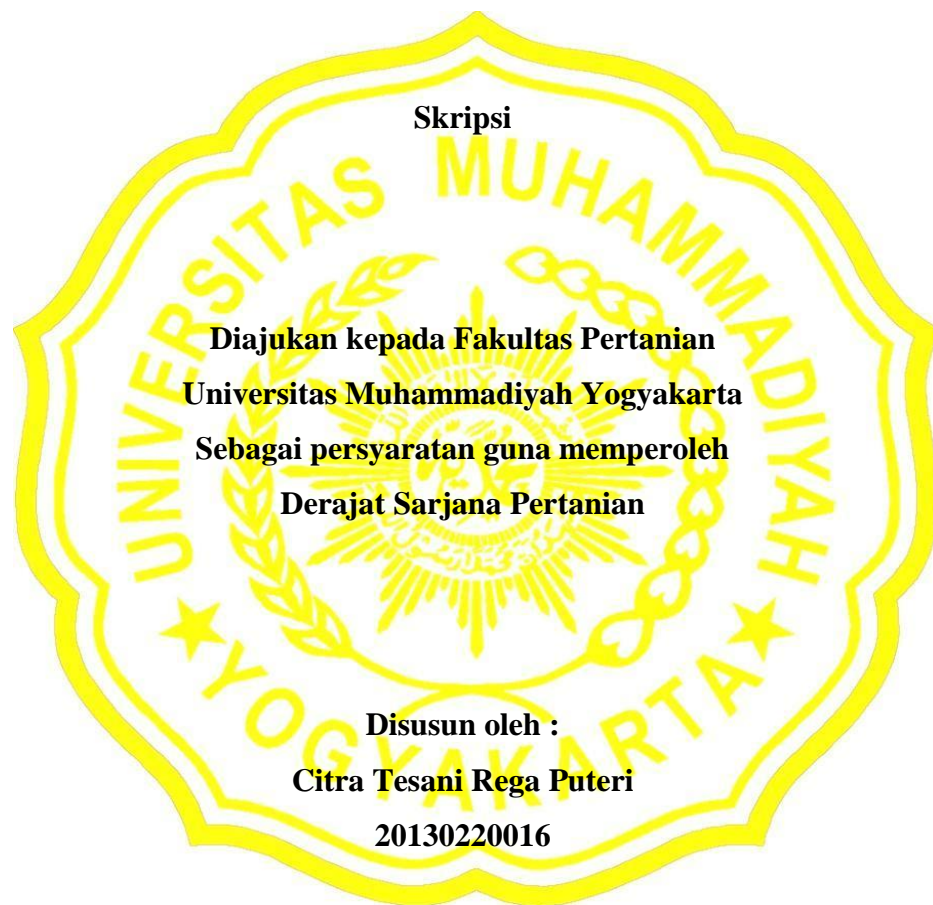 Skripsi
UNIVERSITAS MUHAMMADIYAH
YOGYAKARTA
Diajukan kepada Fakultas Pertanian
Universitas Muhammadiyah Yogyakarta
Sebagai persyaratan guna memperoleh
Derajat Sarjana Pertanian
Disusun oleh :
Citra Tesani Rega Puteri
20130220016